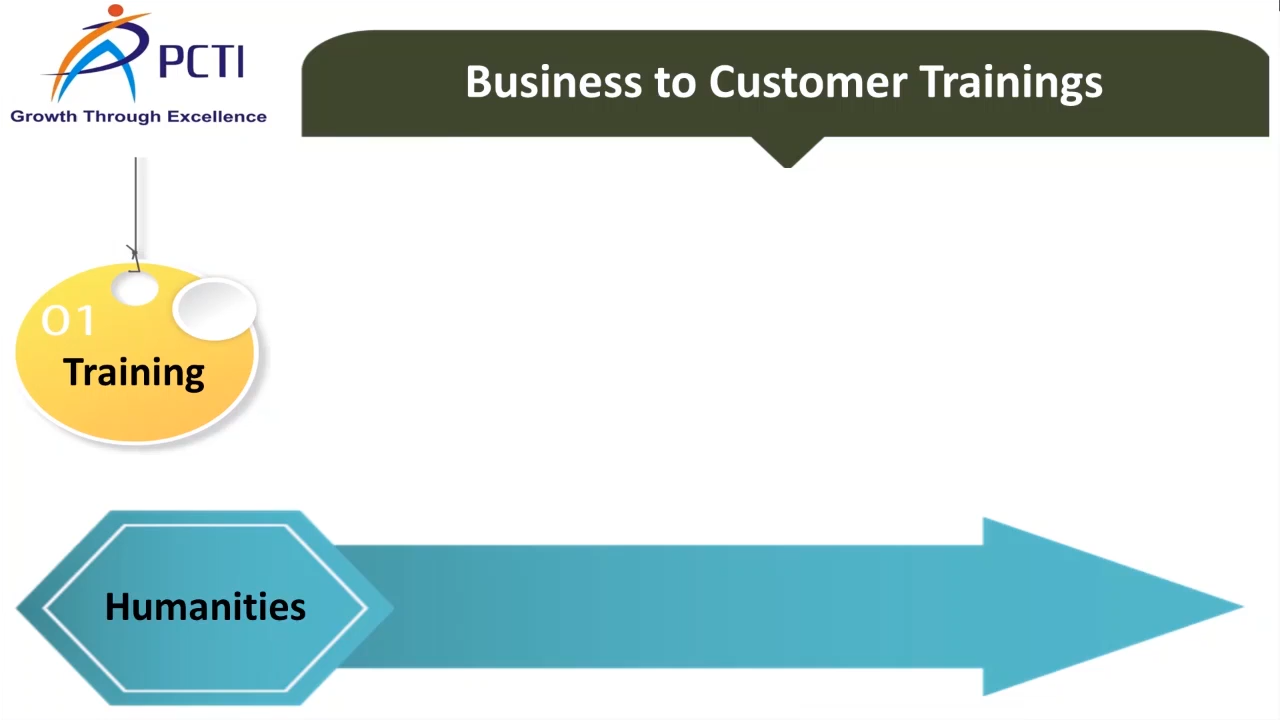 PCTI
Growth Through Excellence
Business to Customer Trainings
01
Training
Humanities